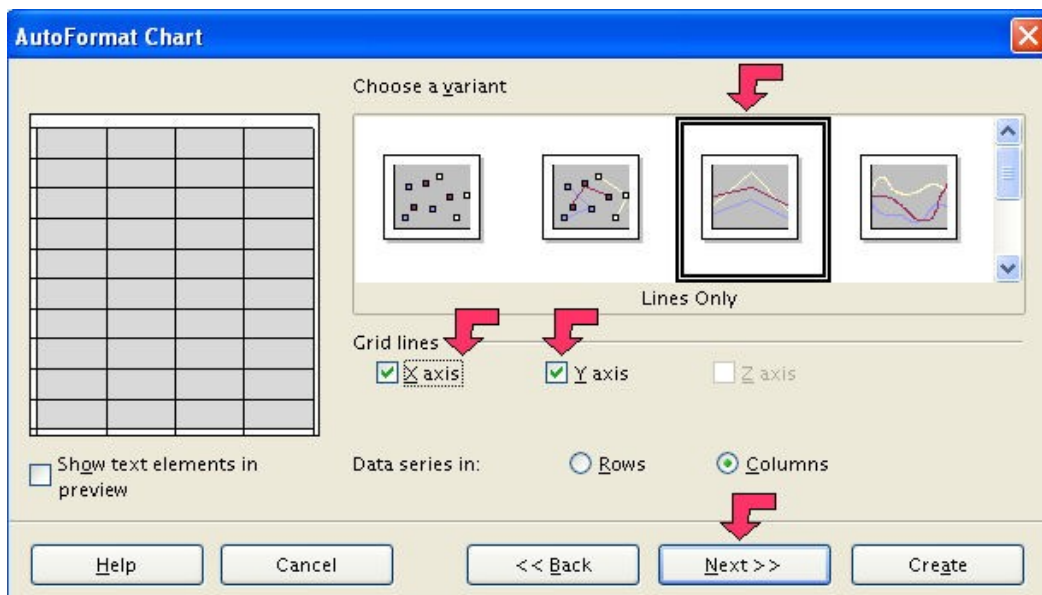 AutoFormat Chart
Choose a variant
Lines Only
Grid lines
X axis
Y axis
Z axis
Show text elements in
preview
Data series in:
Rows
Columns
Help
Cancel
<< Back
Next >>
Create